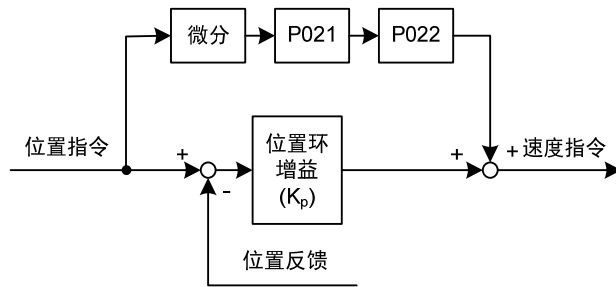 微分
P021
P022
位置指令
+
-
位置环
增益
(Kp)
+
+
速度指令
位置反馈